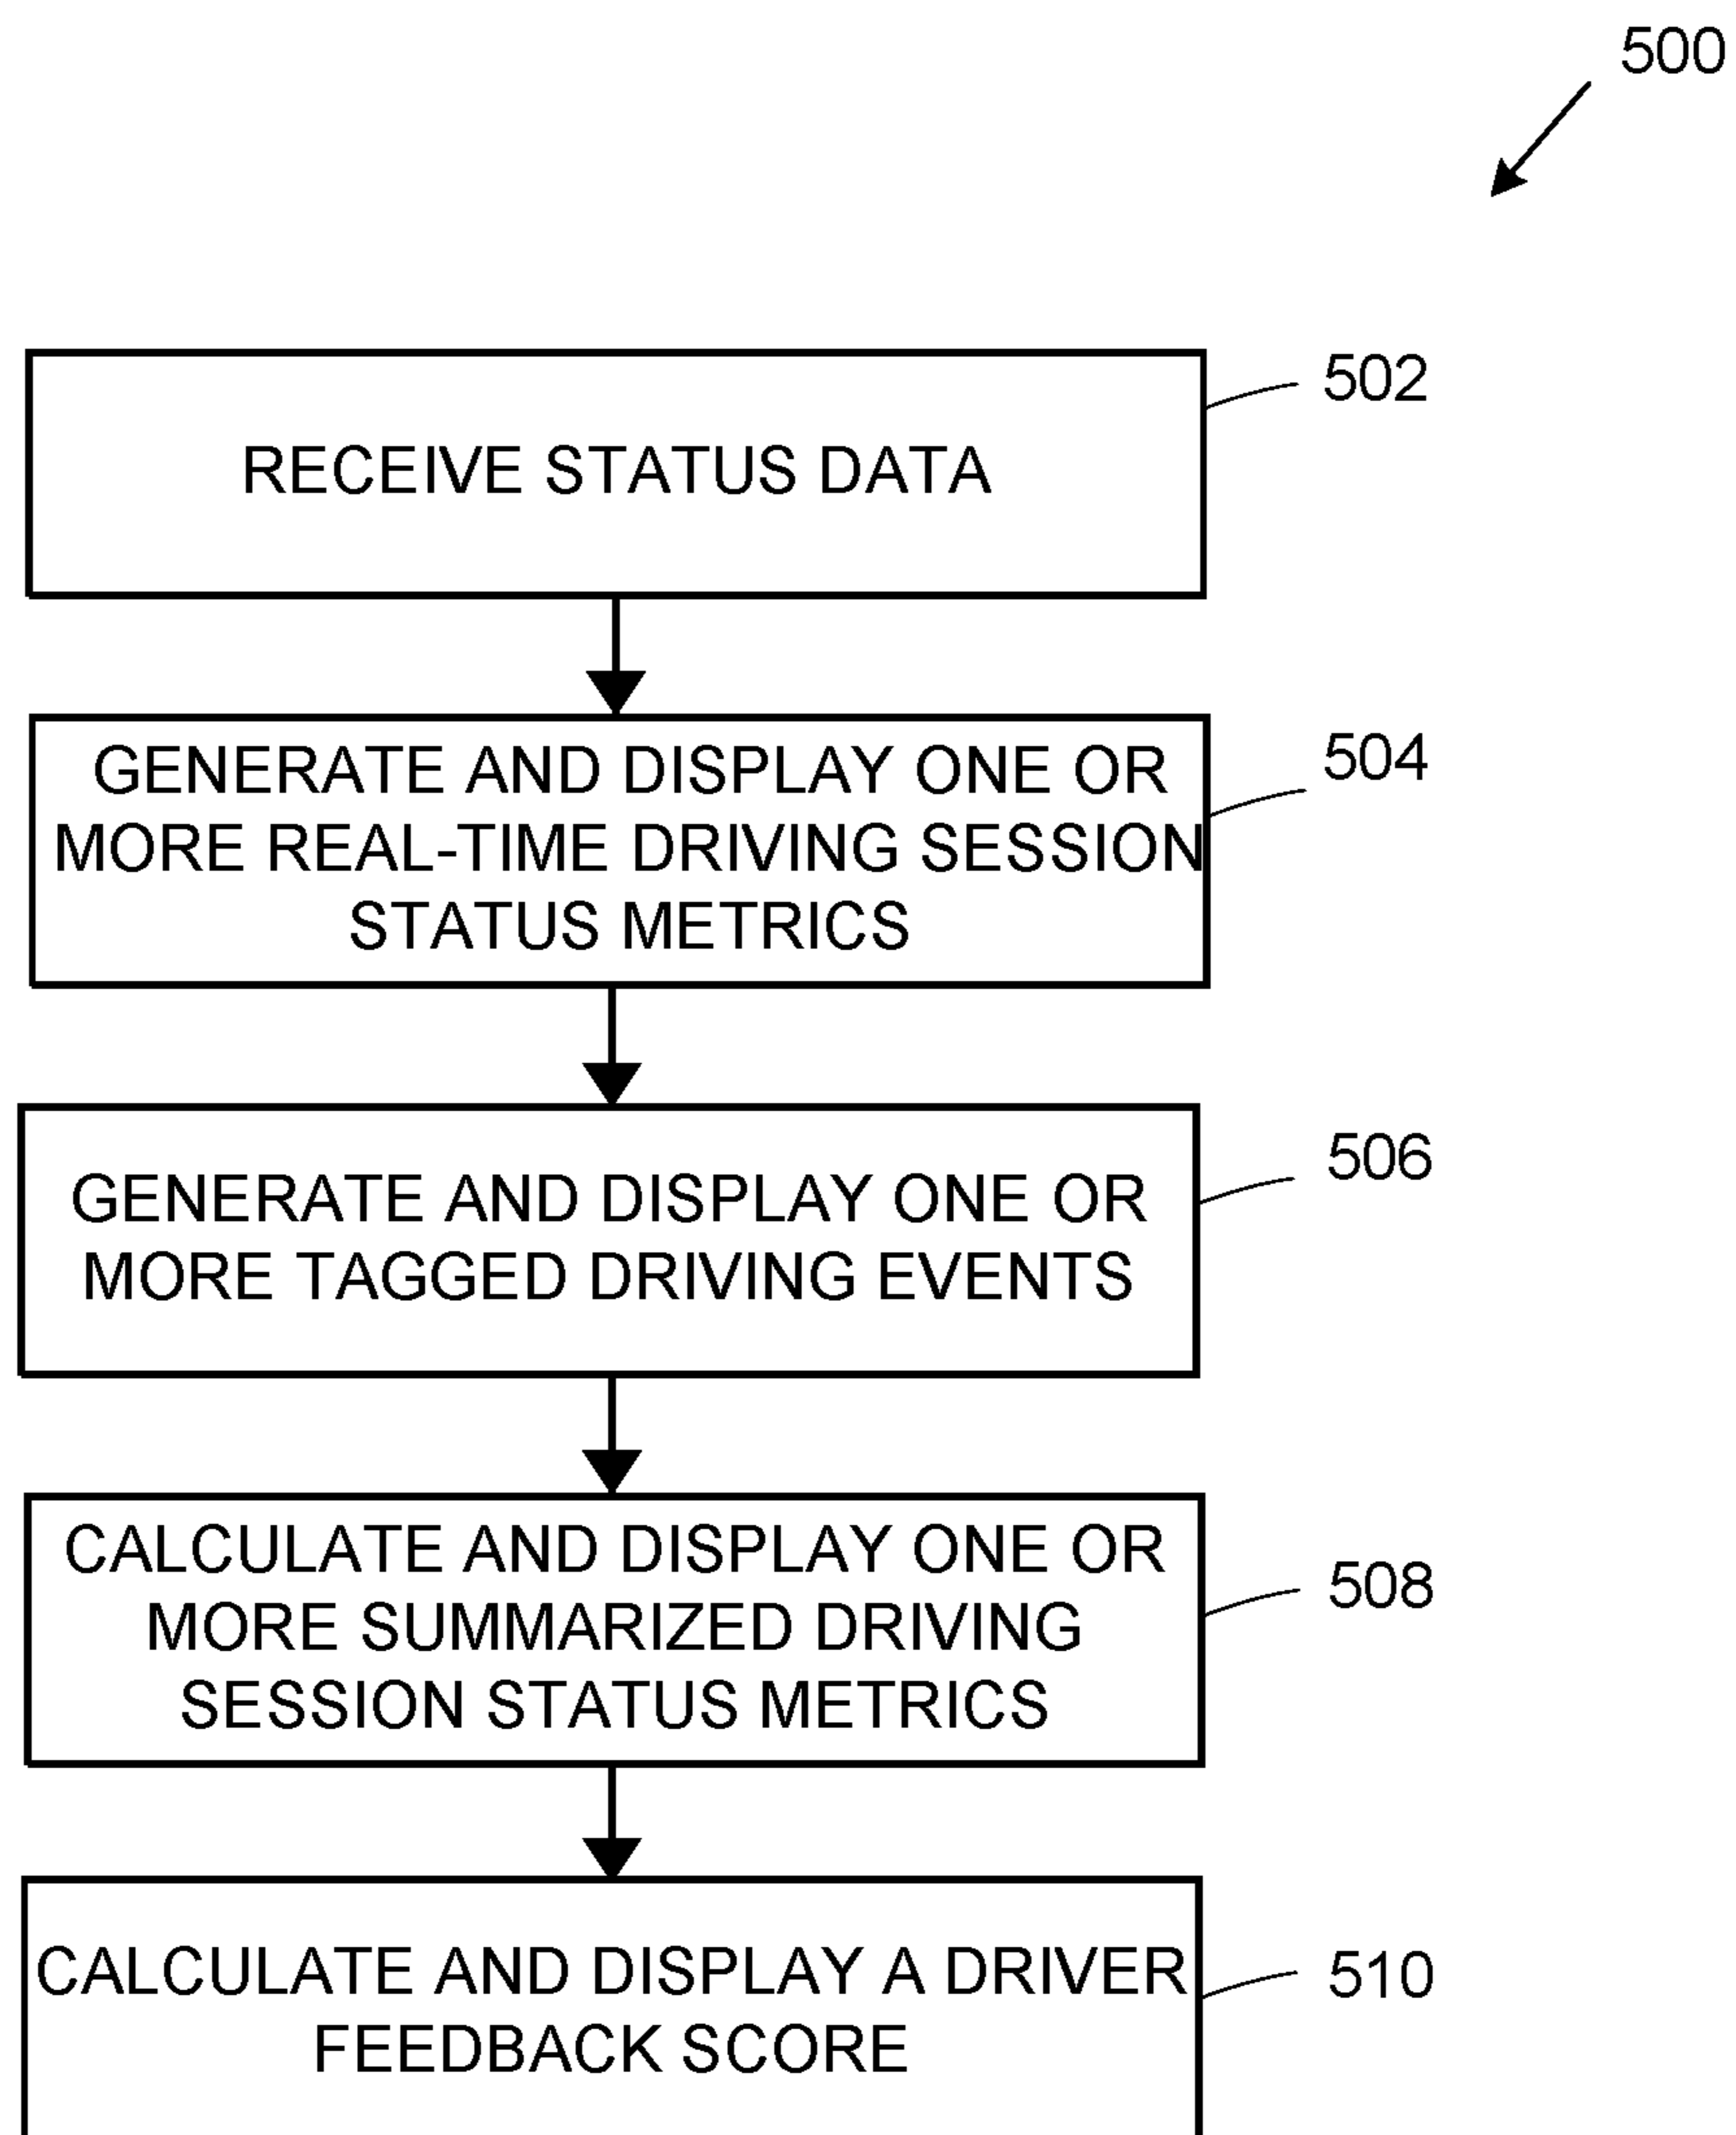 500
RECEIVE STATUS DATA
502
GENERATE AND DISPLAY ONE OR
MORE REAL-TIME DRIVING SESSION
STATUS METRICS
504
GENERATE AND DISPLAY ONE OR
MORE TAGGED DRIVING EVENTS
506
CALCULATE AND DISPLAY ONE OR
MORE SUMMARIZED DRIVING
SESSION STATUS METRICS
508
CALCULATE AND DISPLAY A DRIVER
FEEDBACK SCORE
510